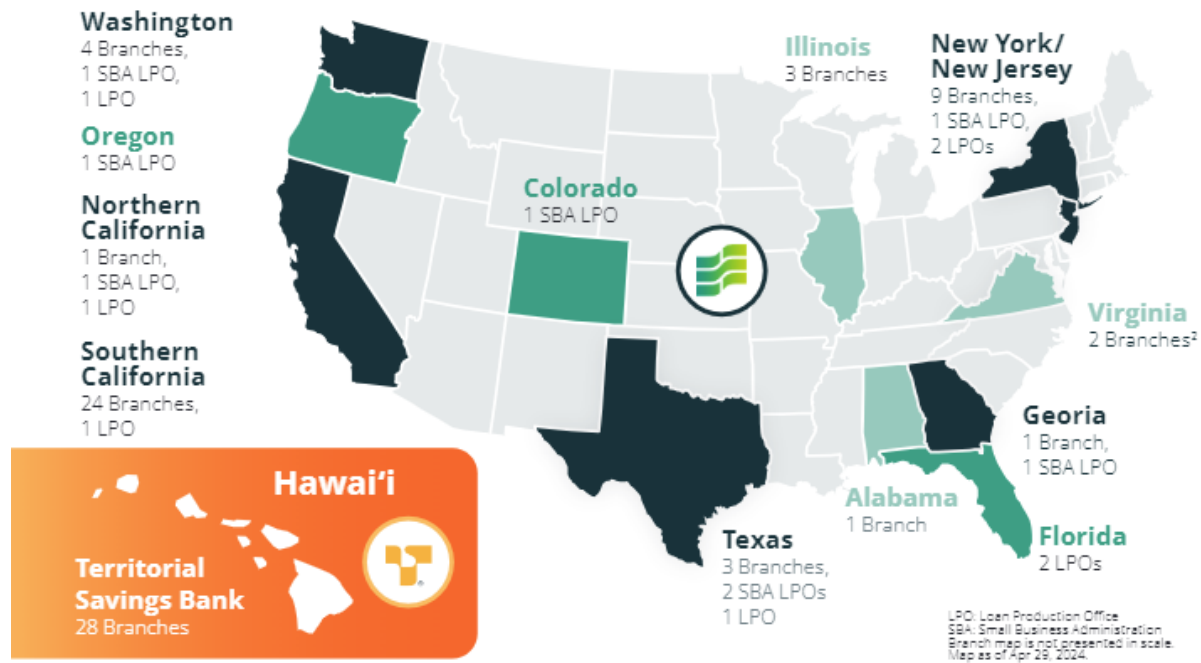 Washington
4 Branches,
1 SBA LPO,
1 LPO
Oregon
1 SBA LPO
Northern
California
1 Branch,
1 SBA LPO,
1 LPO
Southern
California
24 Branches,
1 LPO
Colorado
1 SBA LPO
Illinois
3 Branches
New York/
New Jersey
9 Branches,
1 SBA LPO,
2 LPOs
Virginia
2 Branches²
Georia
1 Branch,
1 SBA LPO
Alabama
1 Branch
Florida
2 LPOs
Texas
3 Branches,
2 SBA LPOs
1 LPO
Hawai‘i
Territorial
Savings Bank
28 Branches
®
LPO: Loan Production Office
SBA: Small Business Administration
Branch map is not presented in scale.
Map as of Apr 29, 2024.